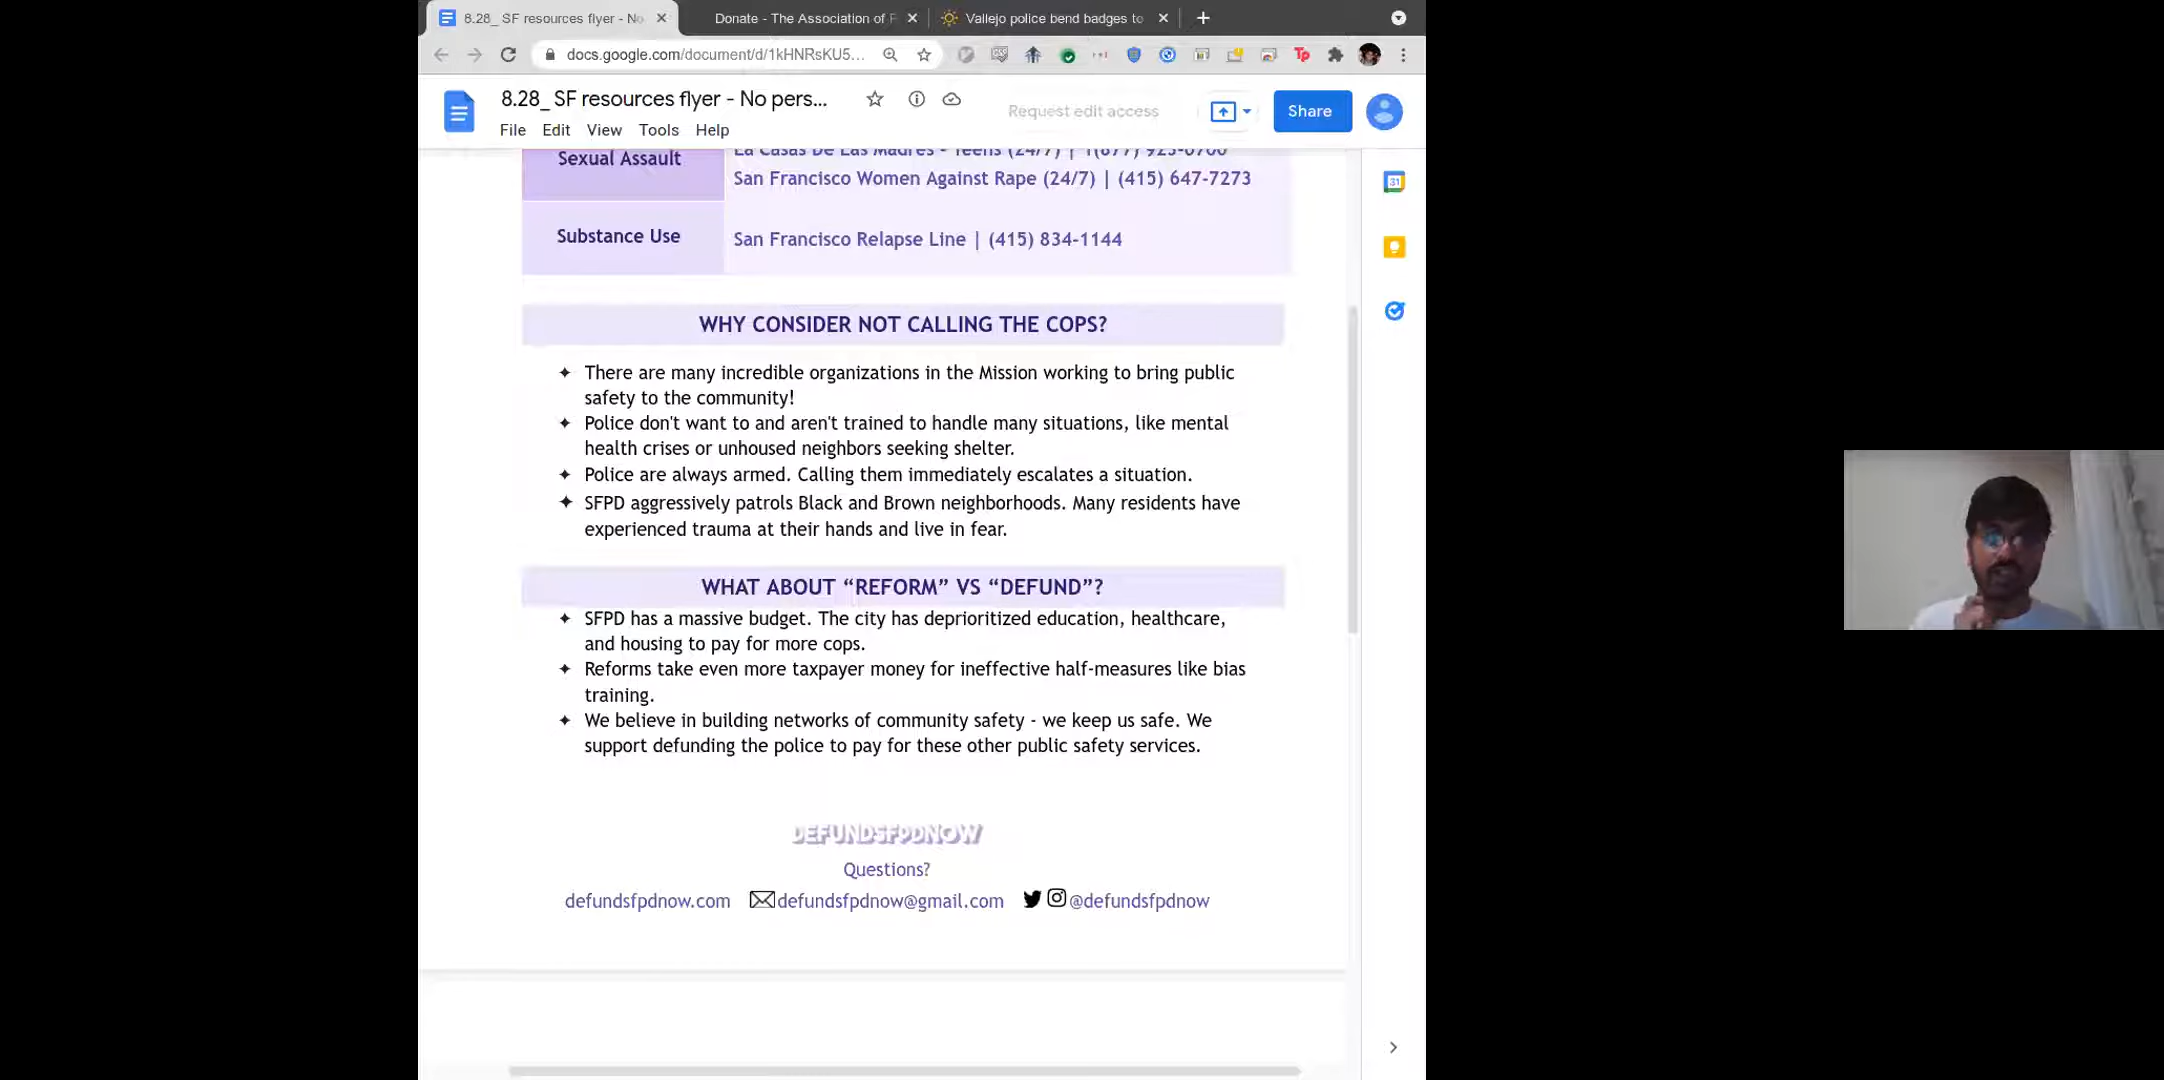 8.28_ SF resources flyer - No
Donate - The Association of
Vallejo police bend badges to
docs.google.com/document/d/1kHNRsKU5...
8.28_ SF resources flyer - No pers...
Request edit access
Share
File Edit View Tools Help
Sexual Assault
La Casas De Las Madres - Teens (24/7) |
San Francisco Women Against Rape (24/7) | (415) 647-7273
Substance Use
San Francisco Relapse Line | (415) 834-1144
WHY CONSIDER NOT CALLING THE COPS?
✦ There are many incredible organizations in the Mission working to bring public
safety to the community!
✦ Police don't want to and aren't trained to handle many situations, like mental
health crises or unhoused neighbors seeking shelter.
✦ Police are always armed. Calling them immediately escalates a situation.
✦ SFPD aggressively patrols Black and Brown neighborhoods. Many residents have
experienced trauma at their hands and live in fear.
WHAT ABOUT “REFORM” VS “DEFUND”?
✦ SFPD has a massive budget. The city has deprioritized education, healthcare,
and housing to pay for more cops.
✦ Reforms take even more taxpayer money for ineffective half-measures like bias
training.
✦ We believe in building networks of community safety - we keep us safe. We
support defunding the police to pay for these other public safety services.
DEFUNDSFPDNOW
Questions?
defundsfpdnow.com defundsfpdnow@gmail.com @defundsfpdnow
31
Tp